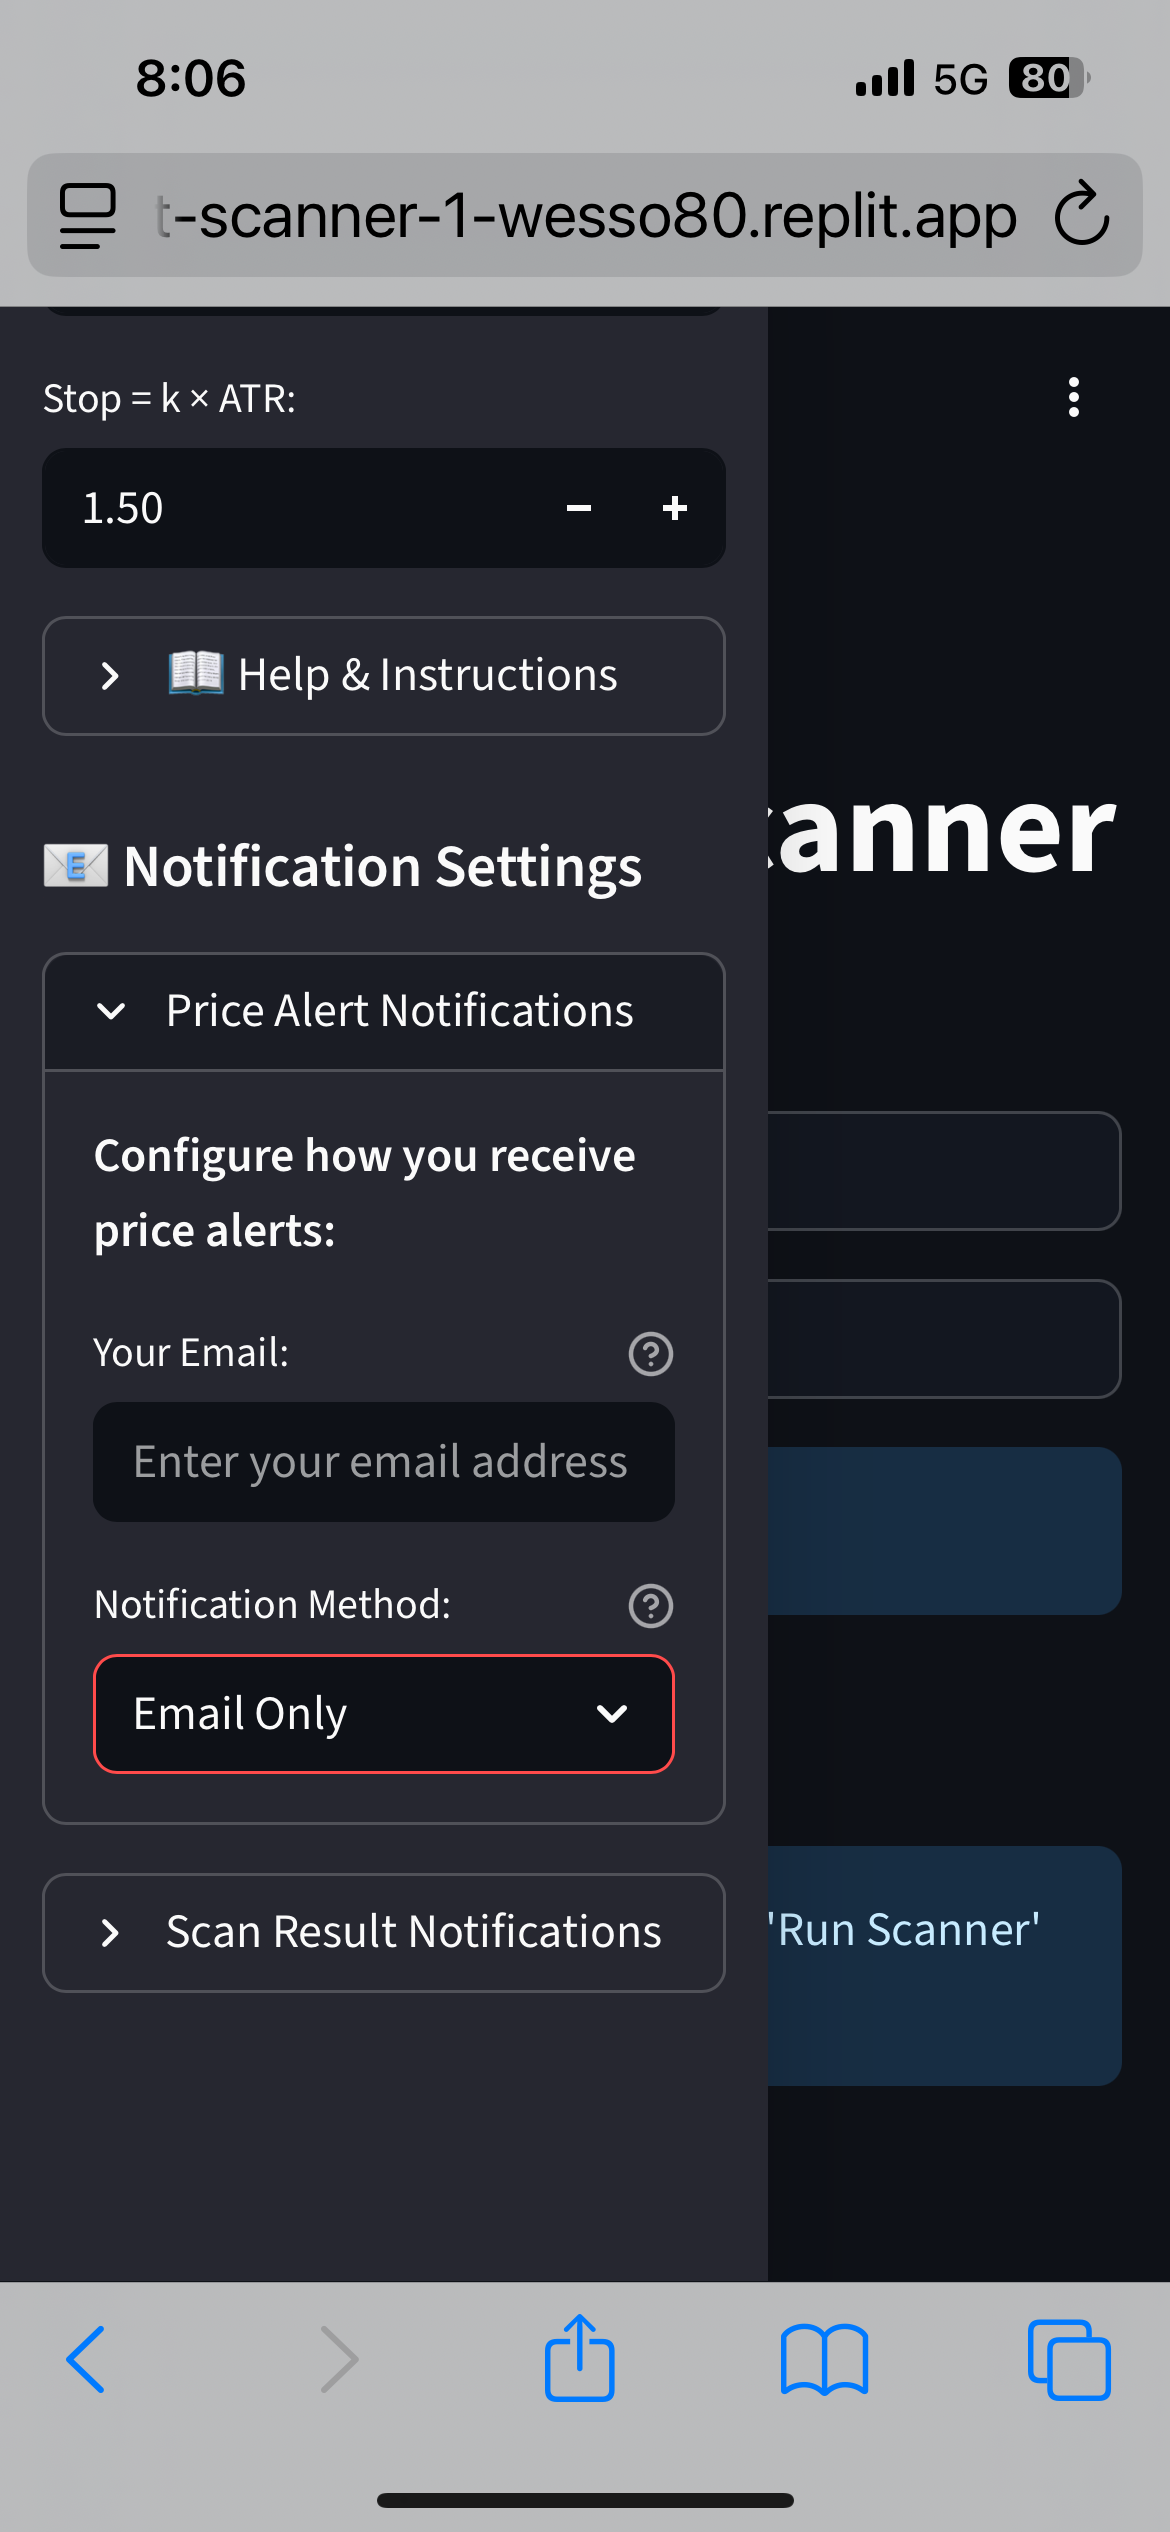 8:06
5G 80
t-scanner-1-wesso80.replit.app
Stop = k × ATR:
1.50 − +
📖 Help & Instructions
canner
📧 Notification Settings
Price Alert Notifications
Configure how you receive
price alerts:
Your Email:
Enter your email address
Notification Method:
Email Only
Scan Result Notifications
'Run Scanner'